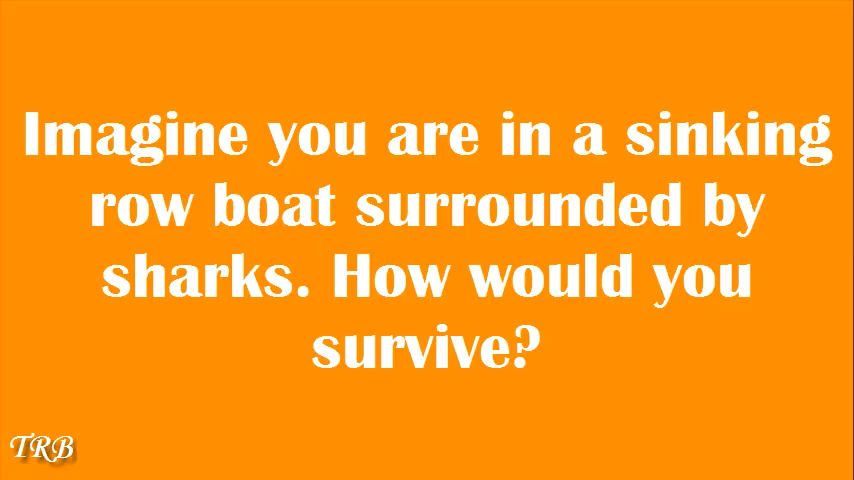 Imagine you are in a sinking
row boat surrounded by
sharks. How would you
survive?
TRB